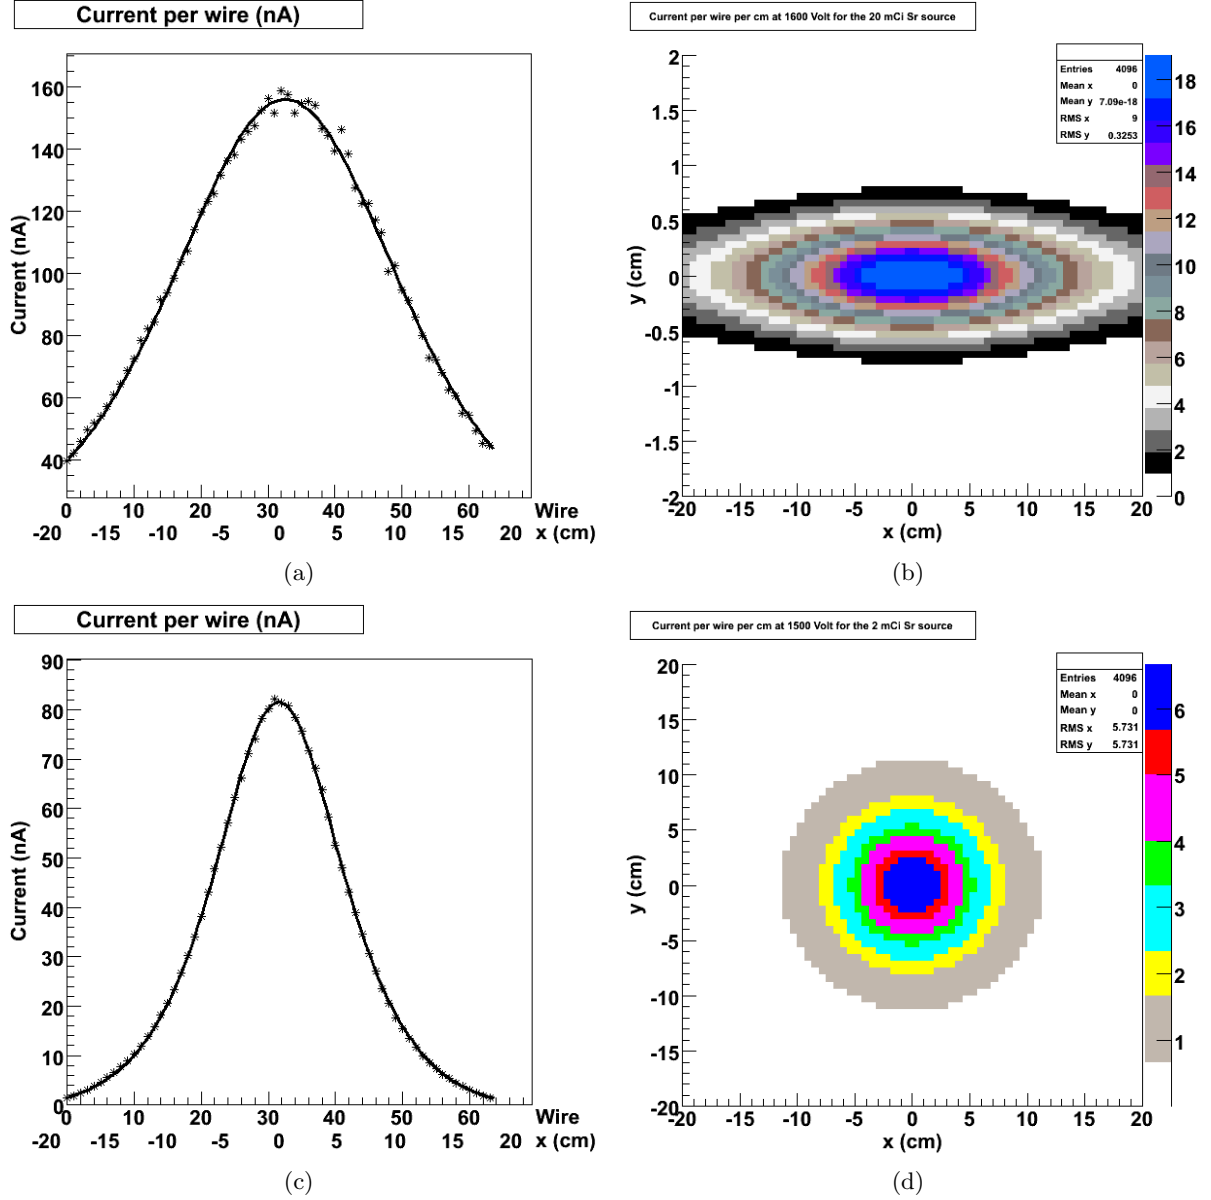 Current per wire (nA)
160
140
120
100
80
60
40
Current (nA)
0 10 20 30 40 50 60 Wire
-20 -15 -10 -5 0 5 10 15 20 x (cm)
(a)
Current per wire per cm at 1600 Volt for the 20 mCi Sr source
Entries 4096
Mean x 0
Mean y 7.09e-18
RMS x 9
RMS y 0.3253
2
1.5
1
0.5
0
-0.5
-1
-1.5
-2
y (cm)
-20 -15 -10 -5 0 5 10 15 20
x (cm)
18
16
14
12
10
8
6
4
2
0
(b)
Current per wire (nA)
90
80
70
60
50
40
30
20
10
0
Current (nA)
0 10 20 30 40 50 60 Wire
-20 -15 -10 -5 0 5 10 15 20 x (cm)
(c)
Current per wire per cm at 1500 Volt for the 2 mCi Sr source
Entries 4096
Mean x 0
Mean y 0
RMS x 5.731
RMS y 5.731
20
15
10
5
0
-5
-10
-15
-20
y (cm)
-20 -15 -10 -5 0 5 10 15 20
x (cm)
6
5
4
3
2
1
(d)